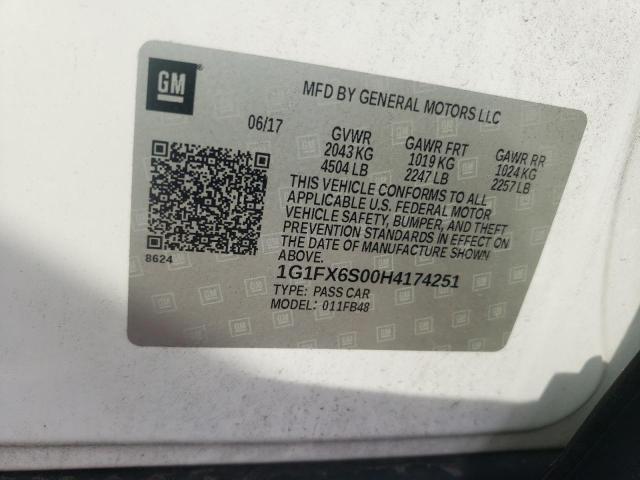 GM
MFD BY GENERAL MOTORS LLC
06/17
GVWR
2043 KG
4504 LB
GAWR FRT
1019 KG
2247 LB
GAWR RR
1024 KG
2257 LB
THIS VEHICLE CONFORMS TO ALL
APPLICABLE U.S. FEDERAL MOTOR
VEHICLE SAFETY, BUMPER, AND THEFT
PREVENTION STANDARDS IN EFFECT ON
THE DATE OF MANUFACTURE SHOWN
ABOVE.
8624
1G1FX6S00H4174251
TYPE: PASS CAR
MODEL: 011FB48